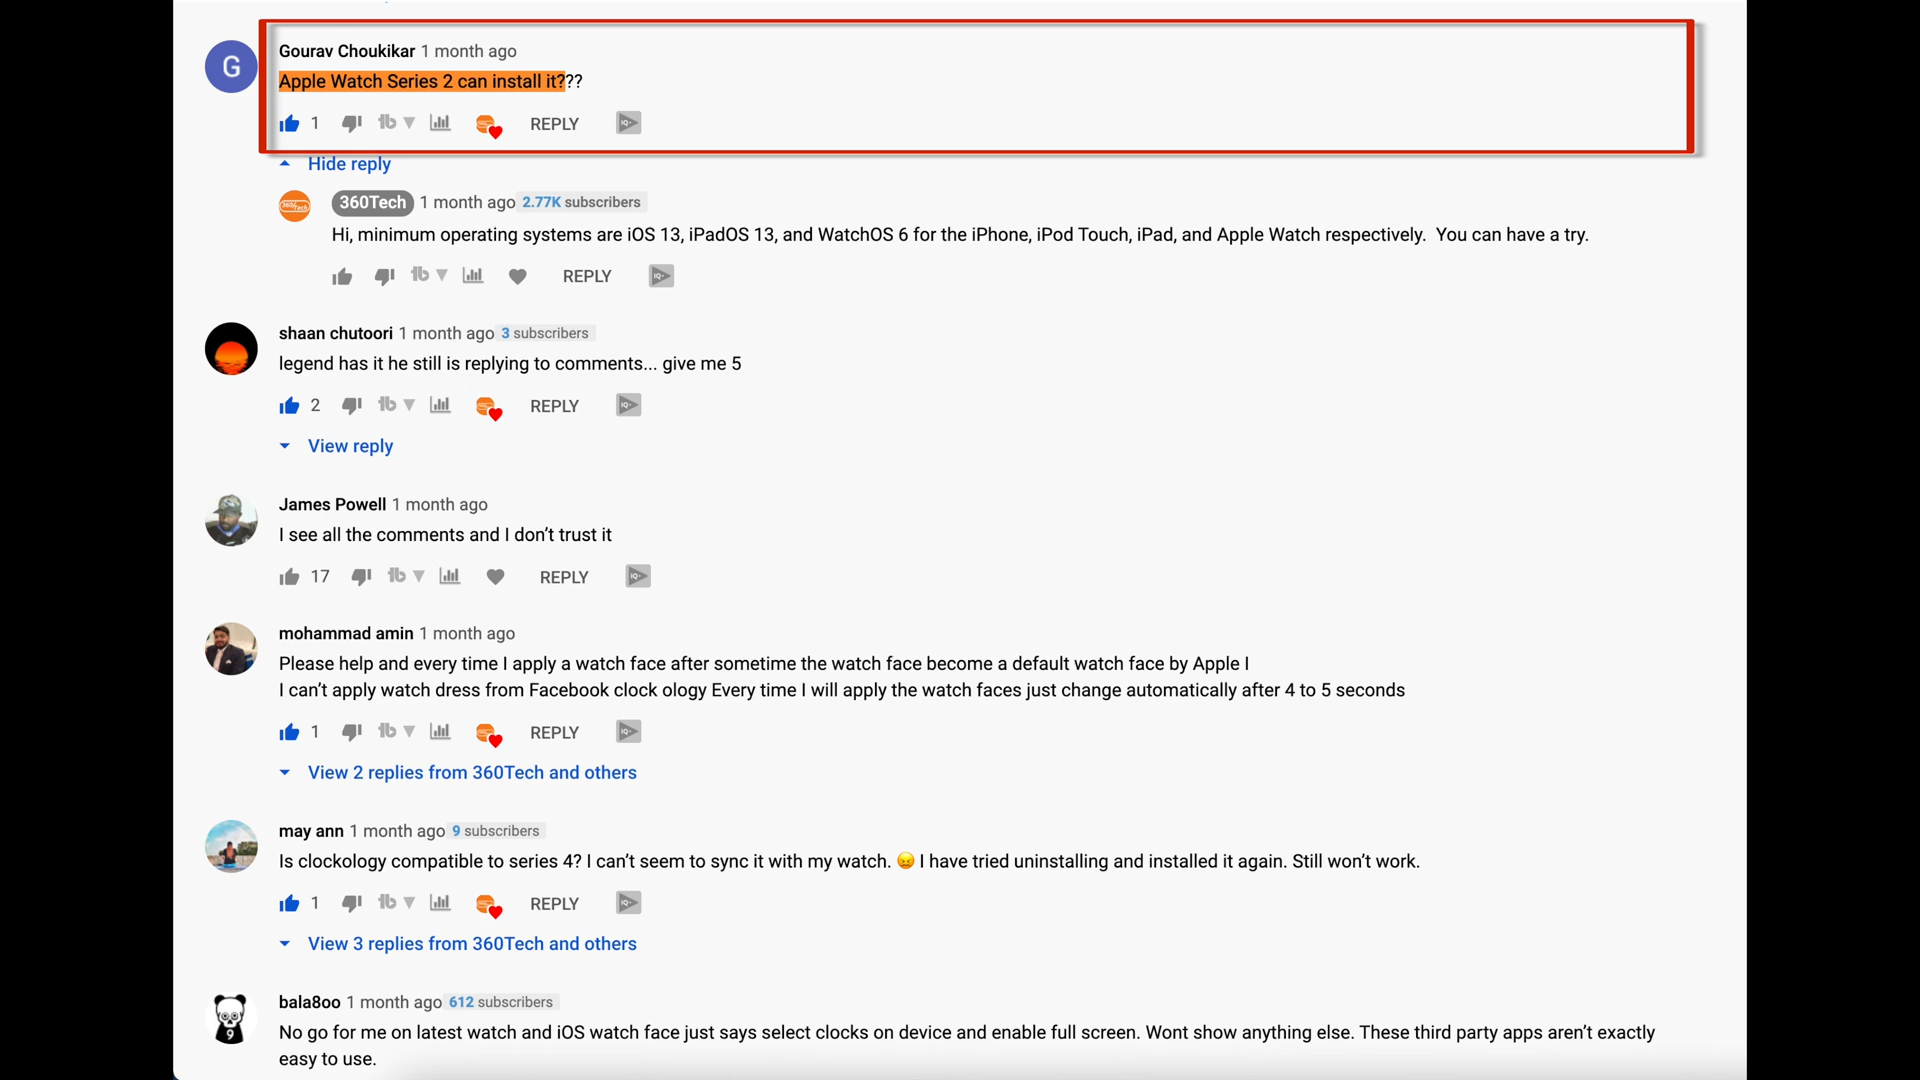 G
Gourav Choukikar 1 month ago
Apple Watch Series 2 can install it???
1 REPLY
Hide reply
360Tech 1 month ago 2.77K subscribers
Hi, minimum operating systems are iOS 13, iPadOS 13, and WatchOS 6 for the iPhone, iPod Touch, iPad, and Apple Watch respectively. You can have a try.
REPLY
shaan chutoori 1 month ago 3 subscribers
legend has it he still is replying to comments... give me 5
2 REPLY
View reply
James Powell 1 month ago
I see all the comments and I don’t trust it
17 REPLY
mohammad amin 1 month ago
Please help and every time I apply a watch face after sometime the watch face become a default watch face by Apple I
I can’t apply watch dress from Facebook clock ology Every time I will apply the watch faces just change automatically after 4 to 5 seconds
1 REPLY
View 2 replies from 360Tech and others
may ann 1 month ago 9 subscribers
Is clockology compatible to series 4? I can’t seem to sync it with my watch. 😖 I have tried uninstalling and installed it again. Still won’t work.
1 REPLY
View 3 replies from 360Tech and others
bala8oo 1 month ago 612 subscribers
No go for me on latest watch and iOS watch face just says select clocks on device and enable full screen. Wont show anything else. These third party apps aren’t exactly
easy to use.